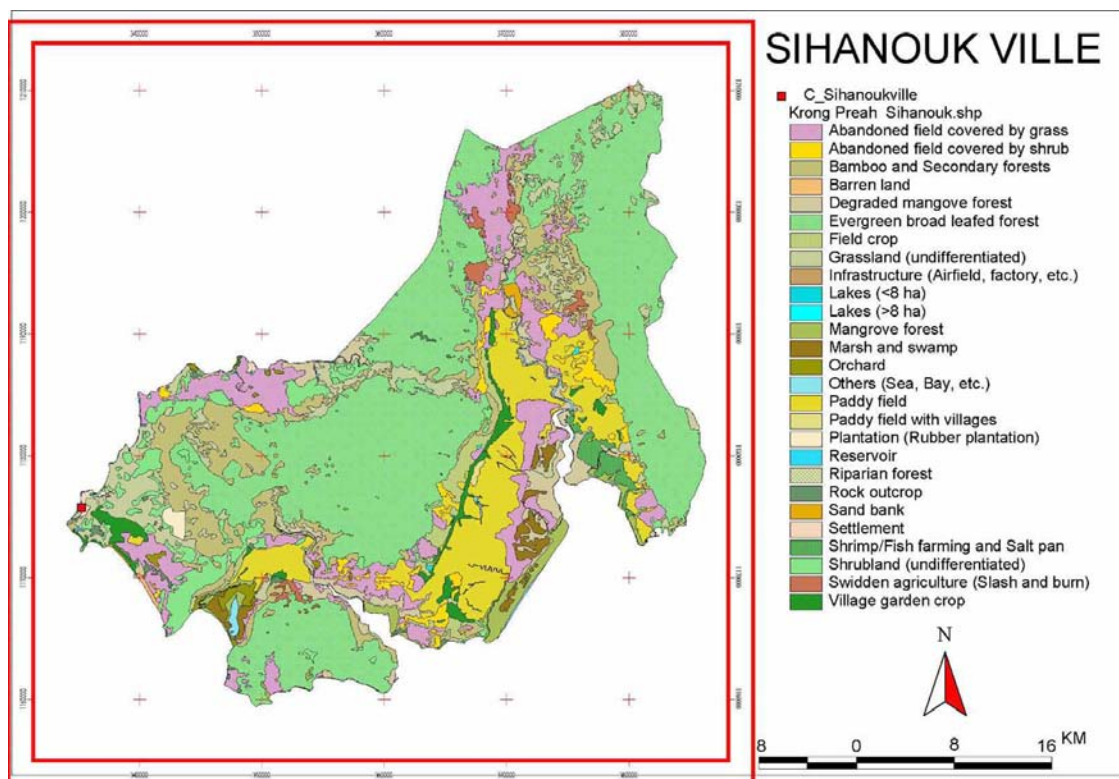 SIHANOUK VILLE
C_Sihanoukville
Krong Preah Sihanouk.shp
Abandoned field covered by grass
Abandoned field covered by shrub
Bamboo and Secondary forests
Barren land
Degraded mangove forest
Evergreen broad leafed forest
Field crop
Grassland (undifferentiated)
Infrastructure (Airfield, factory, etc.)
Lakes (<8 ha)
Lakes (>8 ha)
Mangrove forest
Marsh and swamp
Orchard
Others (Sea, Bay, etc.)
Paddy field
Paddy field with villages
Plantation (Rubber plantation)
Reservoir
Riparian forest
Rock outcrop
Sand bank
Settlement
Shrimp/Fish farming and Salt pan
Shrubland (undifferentiated)
Swidden agriculture (Slash and burn)
Village garden crop
N
8 0 8 16 KM